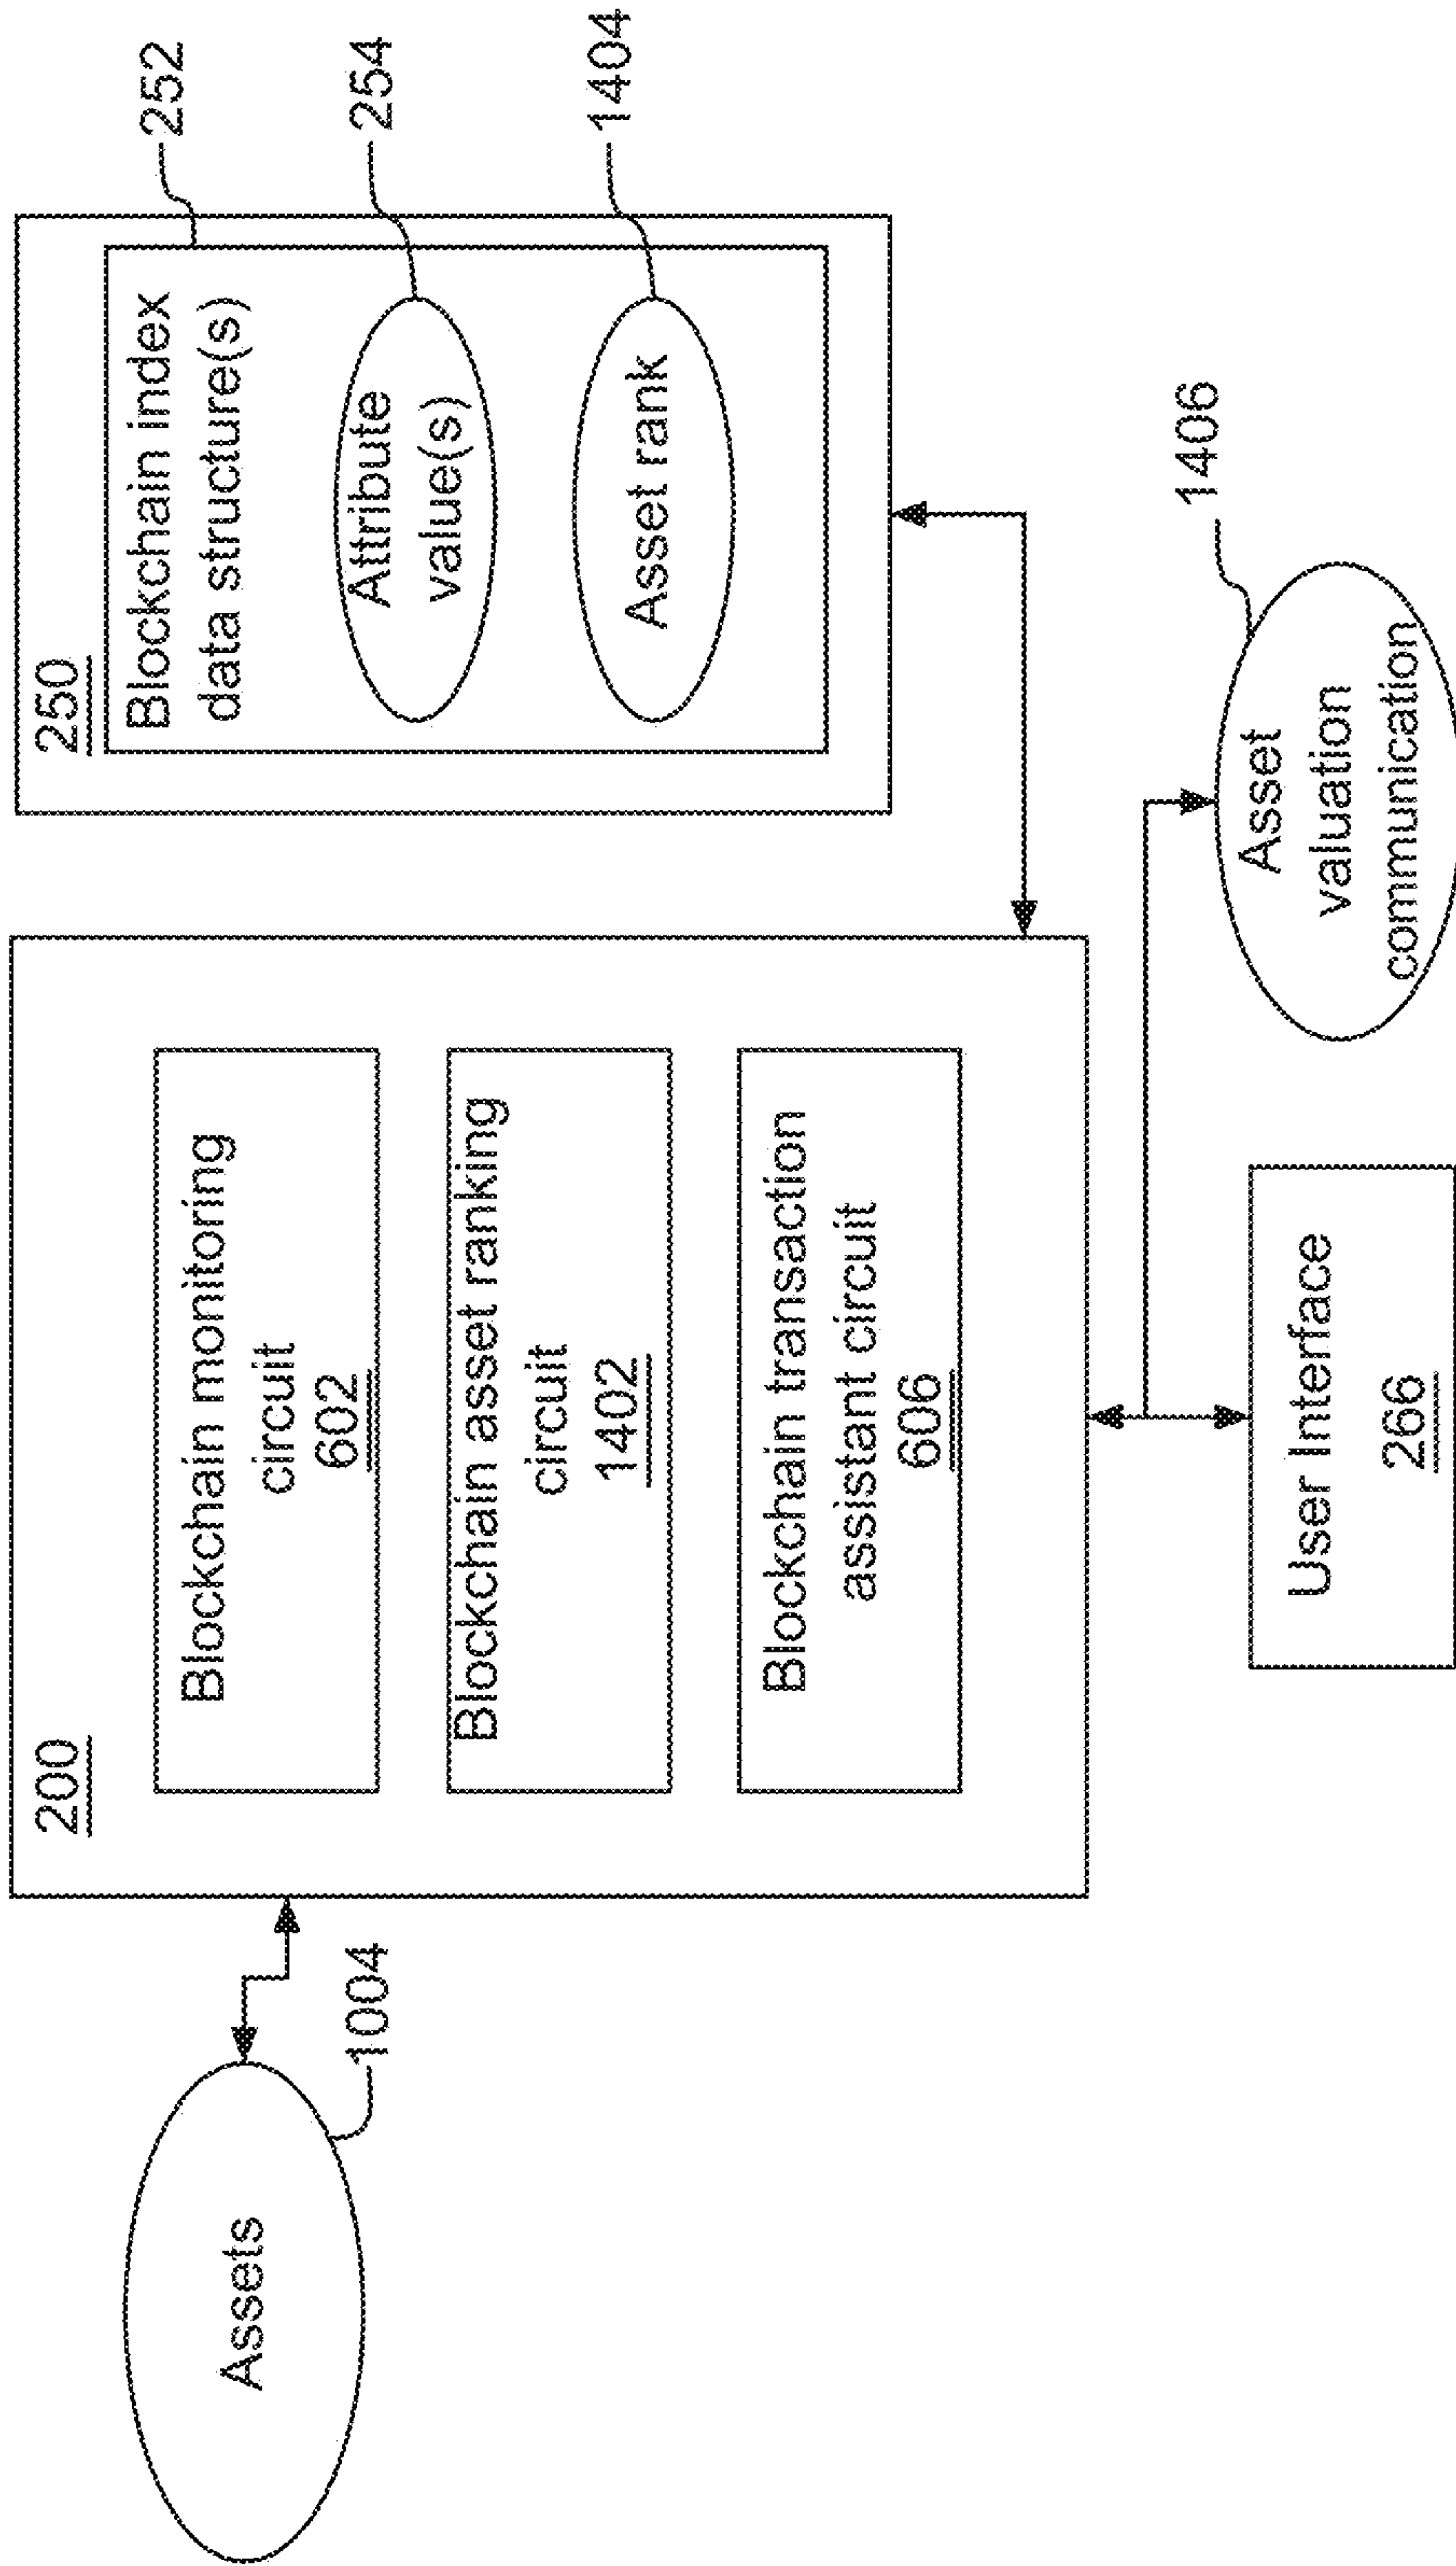 Assets
1004
200
Blockchain monitoring
circuit
602
Blockchain asset ranking
circuit
1402
Blockchain transaction
assistant circuit
606
250
Blockchain index
data structure(s)
252
Attribute
value(s)
254
Asset rank
1404
User Interface
266
Asset
valuation
communication
1406